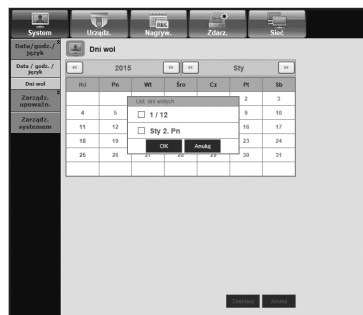 System Urządz. Nagryw. Zdarz. Sieć
Data/godz./
język
Data / godz. /
język
Dni wol
Zarządz.
upoważn.
Zarządz.
systemem
Dni wol
2015 Sty
Nd Pn Wt Śro Cz Pt Sb
2 3
Ust. dni wolnych
4 5 9 10
1 / 12
11 12 16 17
Sty 2. Pn
18 19 23 24
OK Anuluj
25 26 27 28 29 30 31
Zastosuj Anuluj